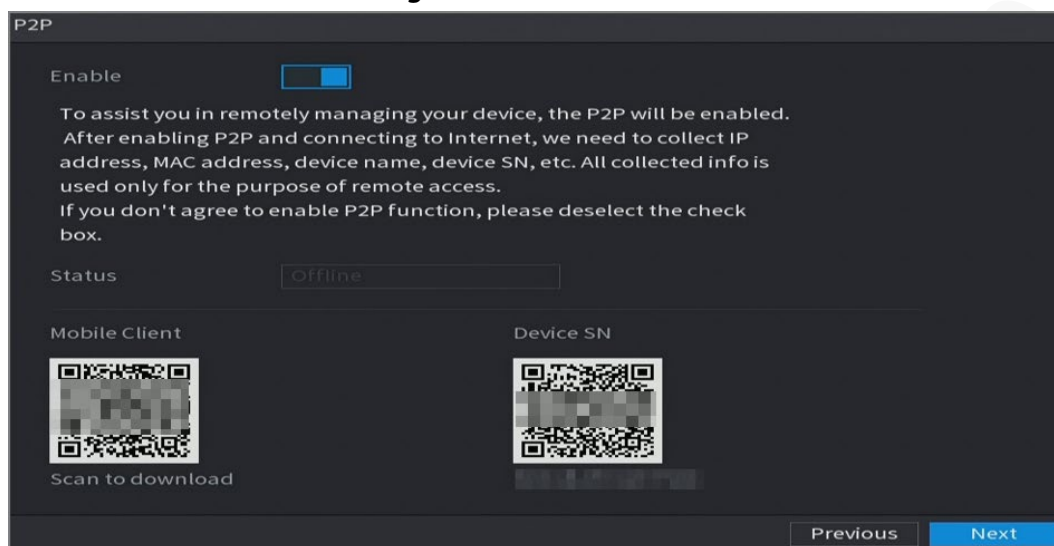 P2P
Enable
To assist you in remotely managing your device, the P2P will be enabled.
After enabling P2P and connecting to Internet, we need to collect IP
address, MAC address, device name, device SN, etc. All collected info is
used only for the purpose of remote access.
If you don't agree to enable P2P function, please deselect the check
box.
Status Offline
Mobile Client Device SN
Scan to download
Previous Next